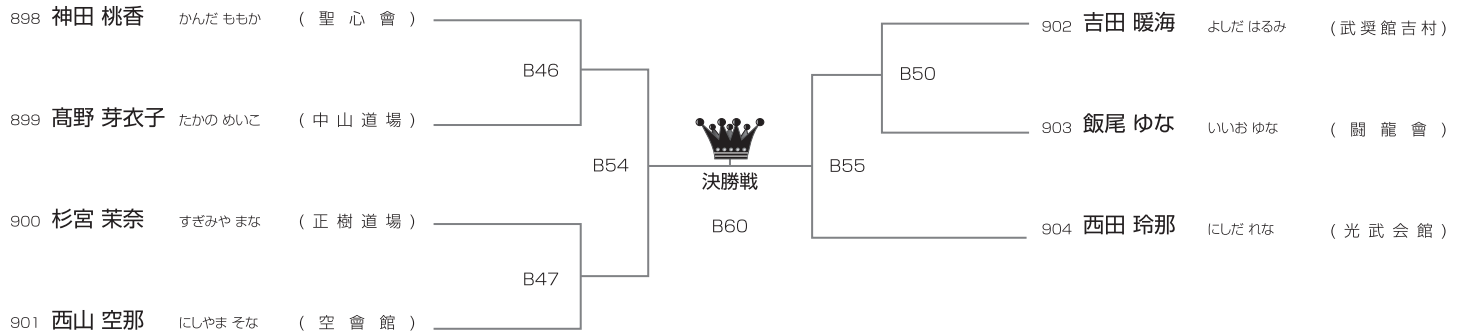 898 神田 桃香 かんだ ももか ( 聖 心 會 )
B46
899 髙野 芽衣子 たかの めいこ ( 中 山 道 場 )
B54
900 杉宮 茉奈 すぎみや まな ( 正 樹 道 場 )
B47
901 西山 空那 にしやま そな ( 空 會 館 )
決勝戦
B60
902 吉田 暖海 よしだ はるみ ( 武 奨 館 吉 村 )
B50
903 飯尾 ゆな いいお ゆな ( 闘 龍 會 )
B55
904 西田 玲那 にしだ れな ( 光 武 会 館 )